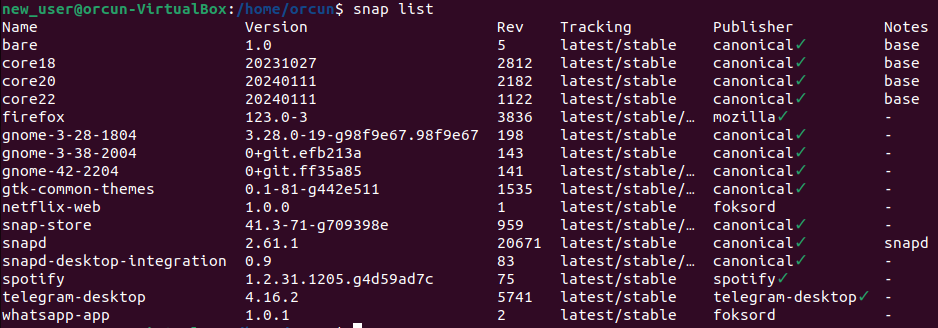 new_user@orcun-VirtualBox:/home/orcun$ snap list
Name Version Rev Tracking Publisher Notes
bare 1.0 5 latest/stable canonical✓ base
core18 20231027 2812 latest/stable canonical✓ base
core20 20240111 2182 latest/stable canonical✓ base
core22 20240111 1122 latest/stable canonical✓ base
firefox 123.0-3 3836 latest/stable/… mozilla✓ -
gnome-3-28-1804 3.28.0-19-g98f9e67.98f9e67 198 latest/stable canonical✓ -
gnome-3-38-2004 0+git.efb213a 143 latest/stable canonical✓ -
gnome-42-2204 0+git.ff35a85 141 latest/stable/… canonical✓ -
gtk-common-themes 0.1-81-g442e511 1535 latest/stable/… canonical✓ -
netflix-web 1.0.0 1 latest/stable foksord -
snap-store 41.3-71-g709398e 959 latest/stable/… canonical✓ -
snapd 2.61.1 20671 latest/stable canonical✓ snapd
snapd-desktop-integration 0.9 83 latest/stable/… canonical✓ -
spotify 1.2.31.1205.g4d59ad7c 75 latest/stable spotify✓ -
telegram-desktop 4.16.2 5741 latest/stable telegram-desktop✓ -
whatsapp-app 1.0.1 2 latest/stable foksord -